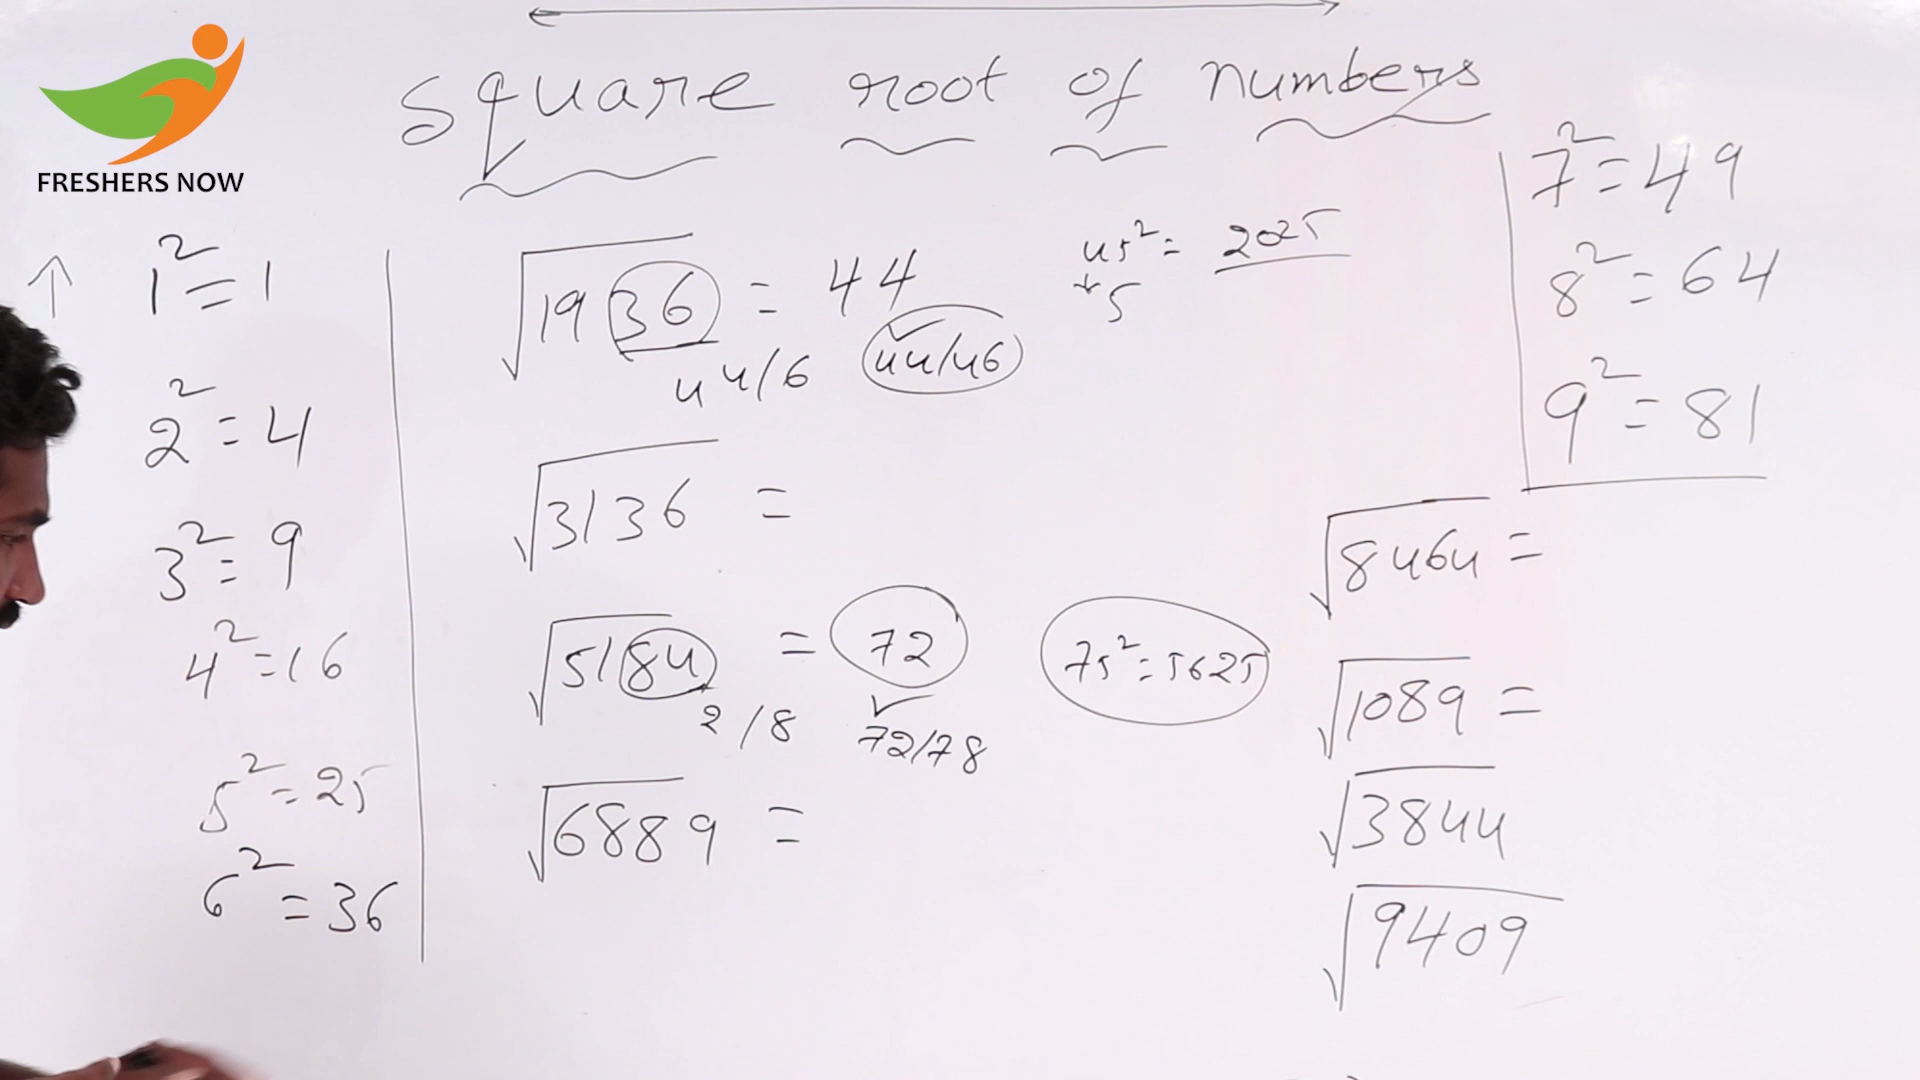 FRESHERS NOW
square root of numbers
1² = 1
2² = 4
3² = 9
4² = 16
5² = 25
6² = 36
√1936 = 44
44/6
44/46
45² = 2025
5
√3136 =
√5184 = 72
2/8
72/78
75² = 5625
√6889 =
7² = 49
8² = 64
9² = 81
√8464 =
√1089 =
√3844
√9409